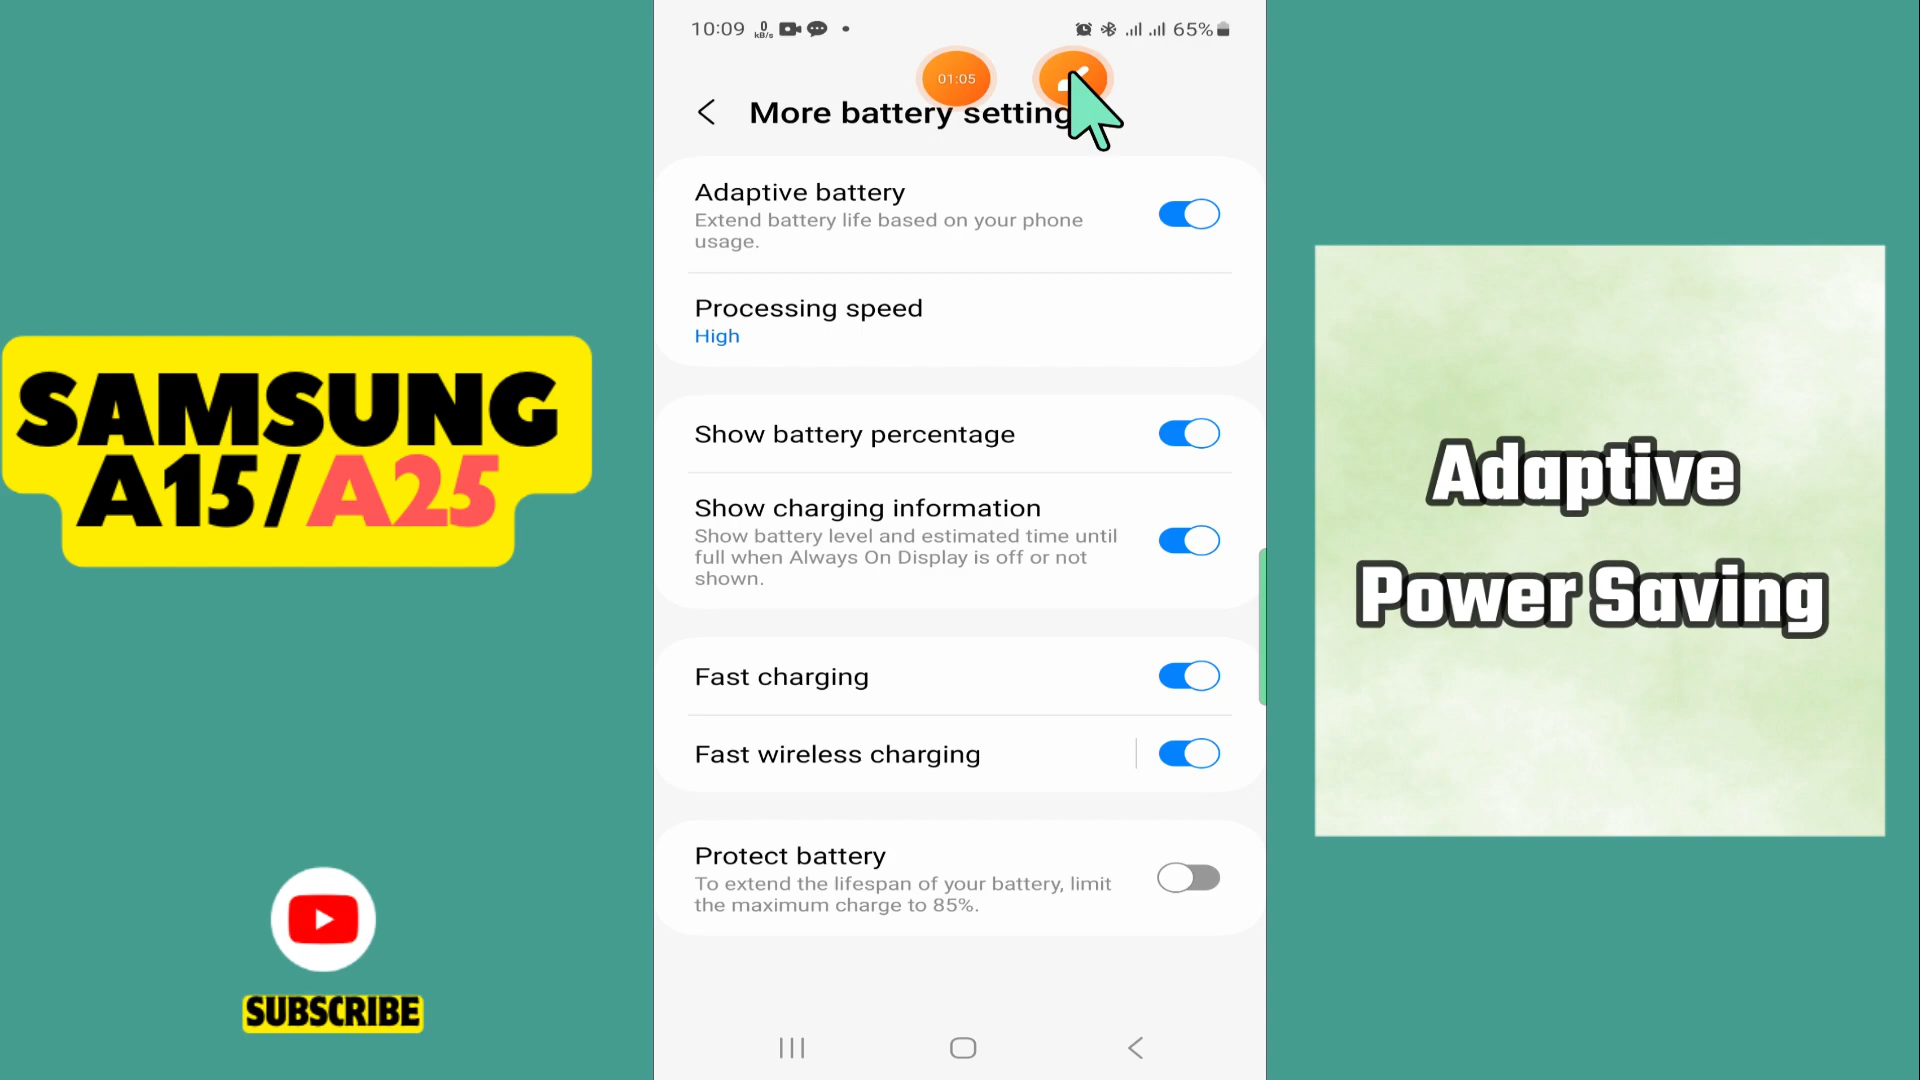 10:09
0
kB/s
65%
01:05
More battery setting
Adaptive battery
Extend battery life based on your phone
usage.
Processing speed
High
Show battery percentage
Show charging information
Show battery level and estimated time until
full when Always On Display is off or not
shown.
Fast charging
Fast wireless charging
Protect battery
To extend the lifespan of your battery, limit
the maximum charge to 85%.
SAMSUNG
A15/A25
SUBSCRIBE
Adaptive
Power Saving